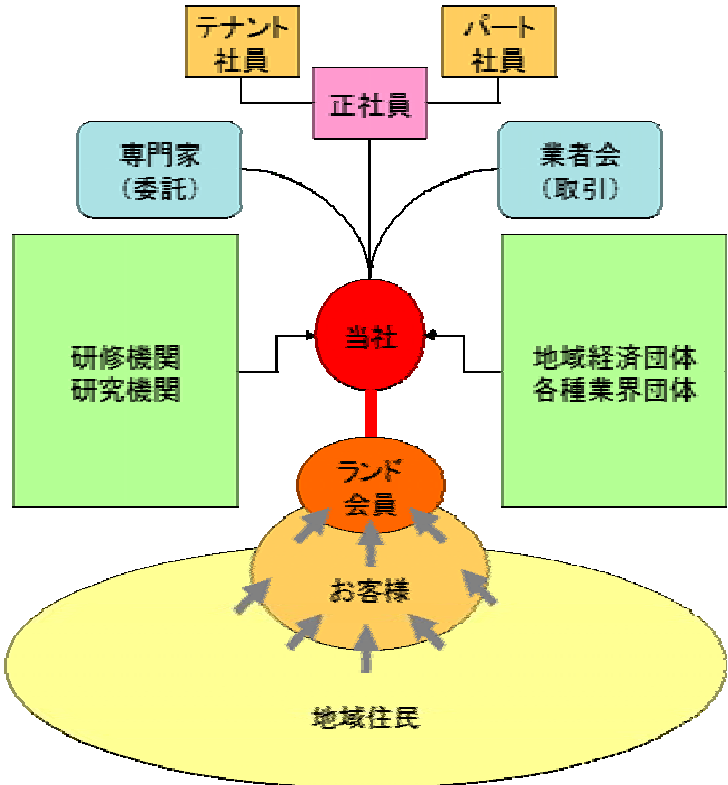 テナント
社員
パート
社員
正社員
専門家
（委託）
業者会
（取引）
研修機関
研究機関
当社
地域経済団体
各種業界団体
ランド
会員
お客様
地域住民